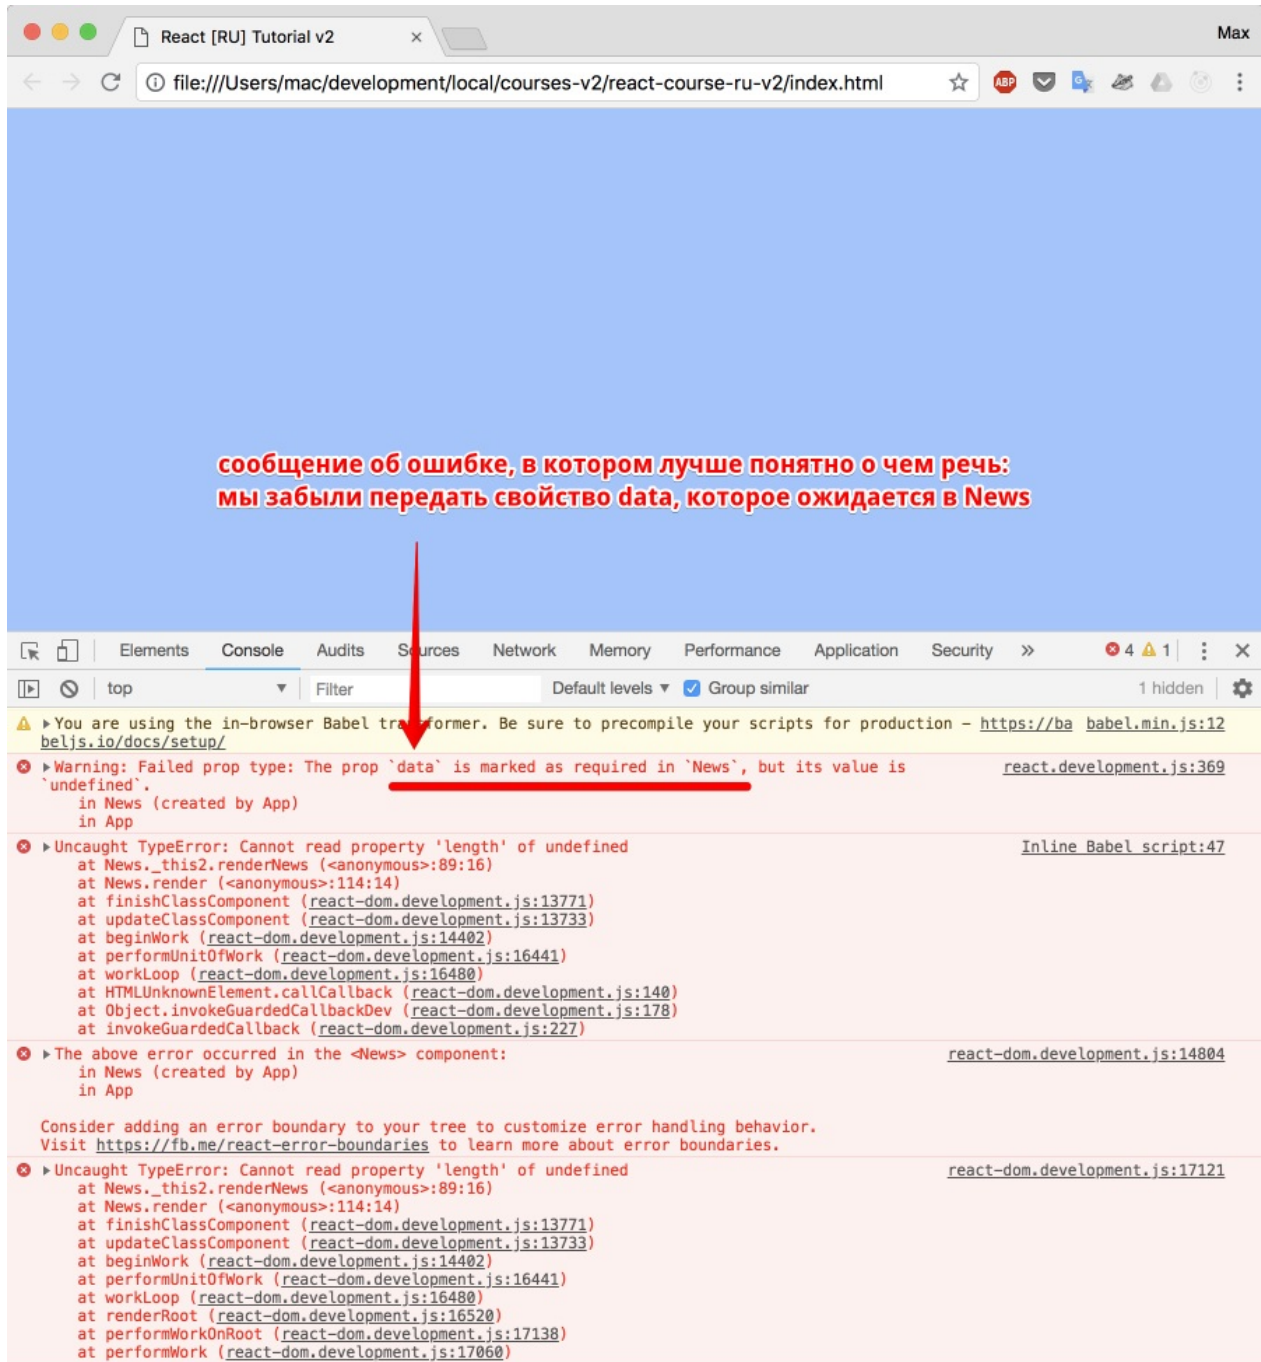 React [RU] Tutorial v2
Max
file:///Users/mac/development/local/courses-v2/react-course-ru-v2/index.html
ABP
сообщение об ошибке, в котором лучше понятно о чем речь:
мы забыли передать свойство data, которое ожидается в News
Elements Console Audits Sources Network Memory Performance Application Security » 4 1
top Filter Default levels Group similar 1 hidden
You are using the in-browser Babel transformer. Be sure to precompile your scripts for production – https://ba babel.min.js:12
beljs.io/docs/setup/
Warning: Failed prop type: The prop `data` is marked as required in `News`, but its value is react.development.js:369
`undefined`.
in News (created by App)
in App
Uncaught TypeError: Cannot read property 'length' of undefined Inline Babel script:47
at News._this2.renderNews (<anonymous>:89:16)
at News.render (<anonymous>:114:14)
at finishClassComponent (react-dom.development.js:13771)
at updateClassComponent (react-dom.development.js:13733)
at beginWork (react-dom.development.js:14402)
at performUnitOfWork (react-dom.development.js:16441)
at workLoop (react-dom.development.js:16480)
at HTMLUnknownElement.callCallback (react-dom.development.js:140)
at Object.invokeGuardedCallbackDev (react-dom.development.js:178)
at invokeGuardedCallback (react-dom.development.js:227)
The above error occurred in the <News> component: react-dom.development.js:14804
in News (created by App)
in App
Consider adding an error boundary to your tree to customize error handling behavior.
Visit https://fb.me/react-error-boundaries to learn more about error boundaries.
Uncaught TypeError: Cannot read property 'length' of undefined react-dom.development.js:17121
at News._this2.renderNews (<anonymous>:89:16)
at News.render (<anonymous>:114:14)
at finishClassComponent (react-dom.development.js:13771)
at updateClassComponent (react-dom.development.js:13733)
at beginWork (react-dom.development.js:14402)
at performUnitOfWork (react-dom.development.js:16441)
at workLoop (react-dom.development.js:16480)
at renderRoot (react-dom.development.js:16520)
at performWorkOnRoot (react-dom.development.js:17138)
at performWork (react-dom.development.js:17060)